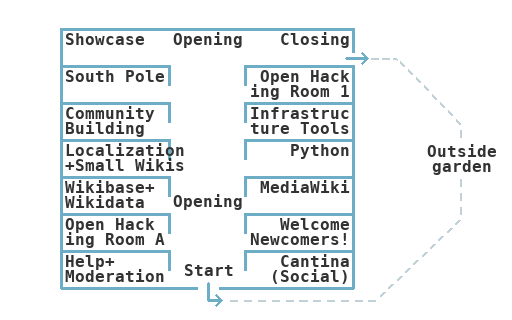 Showcase
Opening
Closing
South Pole
Open Hack
ing Room 1
Community
Building
Infrastruc
ture Tools
Localization
+Small Wikis
Python
Outside
garden
Wikibase+
Wikidata
Opening
MediaWiki
Open Hack
ing Room A
Welcome
Newcomers!
Help+
Moderation
Start
Cantina
(Social)